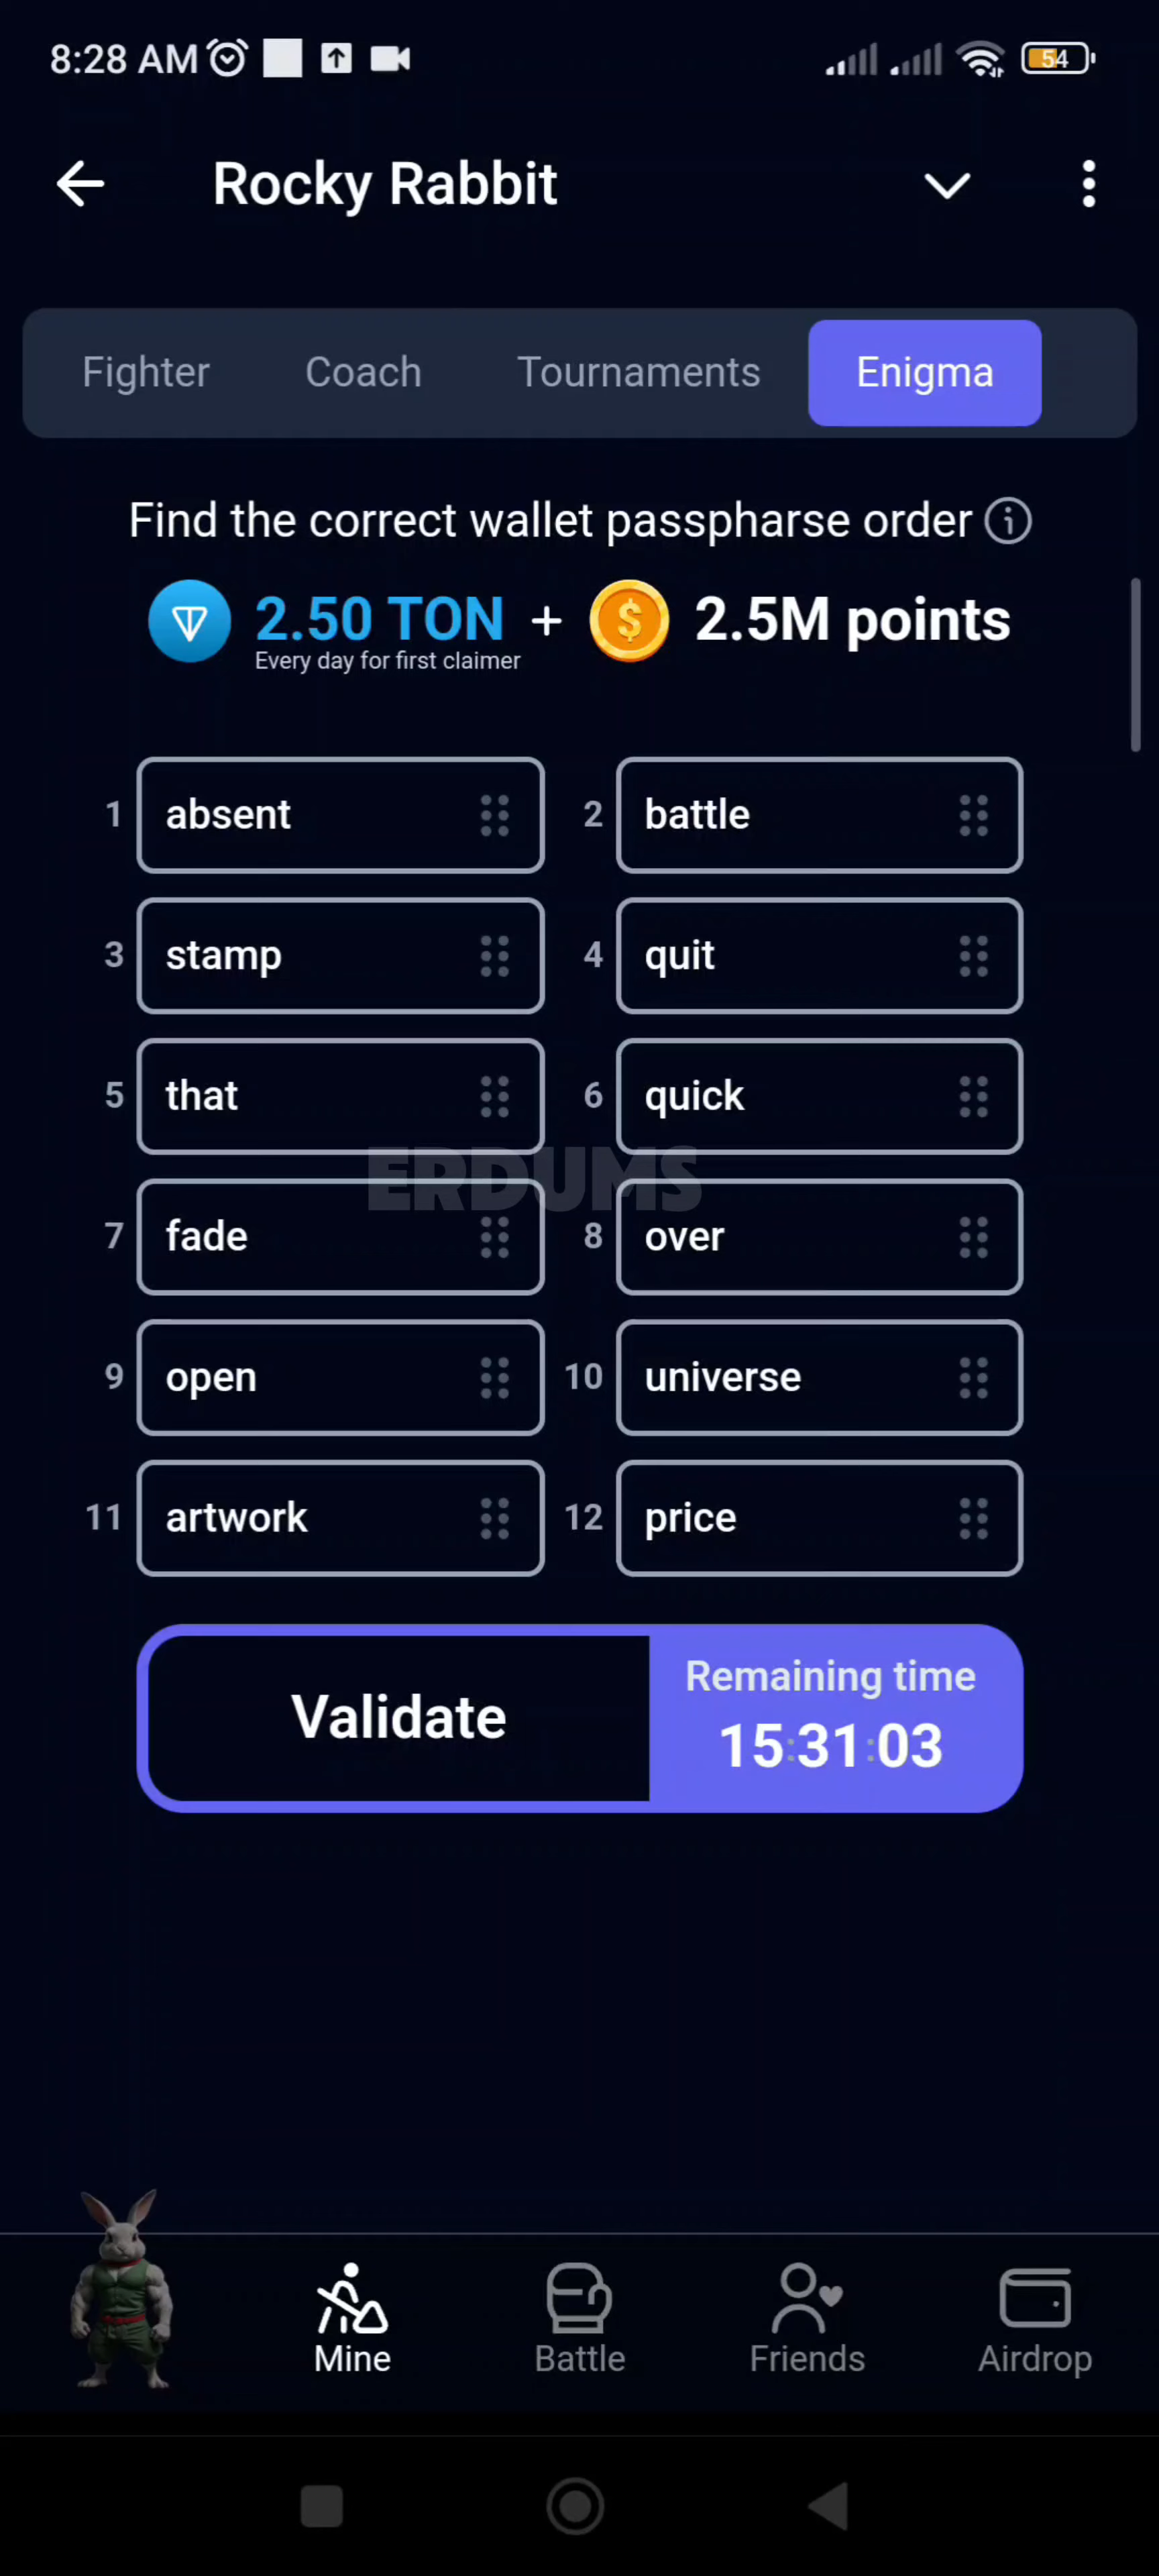 8:28 AM
54
Rocky Rabbit
Fighter Coach Tournaments Enigma
Find the correct wallet passpharse order
2.50 TON + 2.5M points
Every day for first claimer
1 absent 2 battle
3 stamp 4 quit
5 that 6 quick
ERDUMS
7 fade 8 over
9 open 10 universe
11 artwork 12 price
Validate
Remaining time
15:31:03
Mine Battle Friends Airdrop